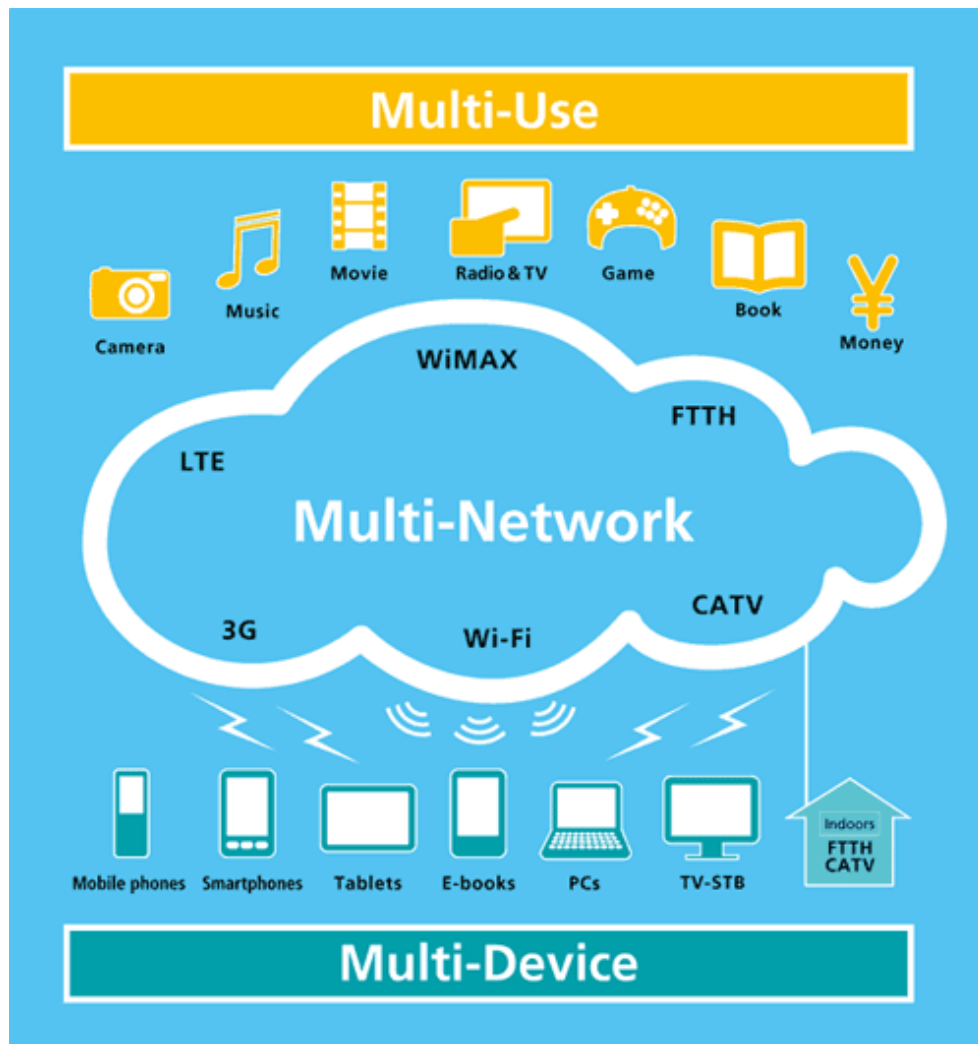 Multi-Use
Camera
Music
Movie
Radio & TV
Game
Book
¥
Money
WiMAX
FTTH
LTE
Multi-Network
CATV
3G
Wi-Fi
Mobile phones
Smartphones
Tablets
E-books
PCs
TV-STB
Indoors
FTTH
CATV
Multi-Device